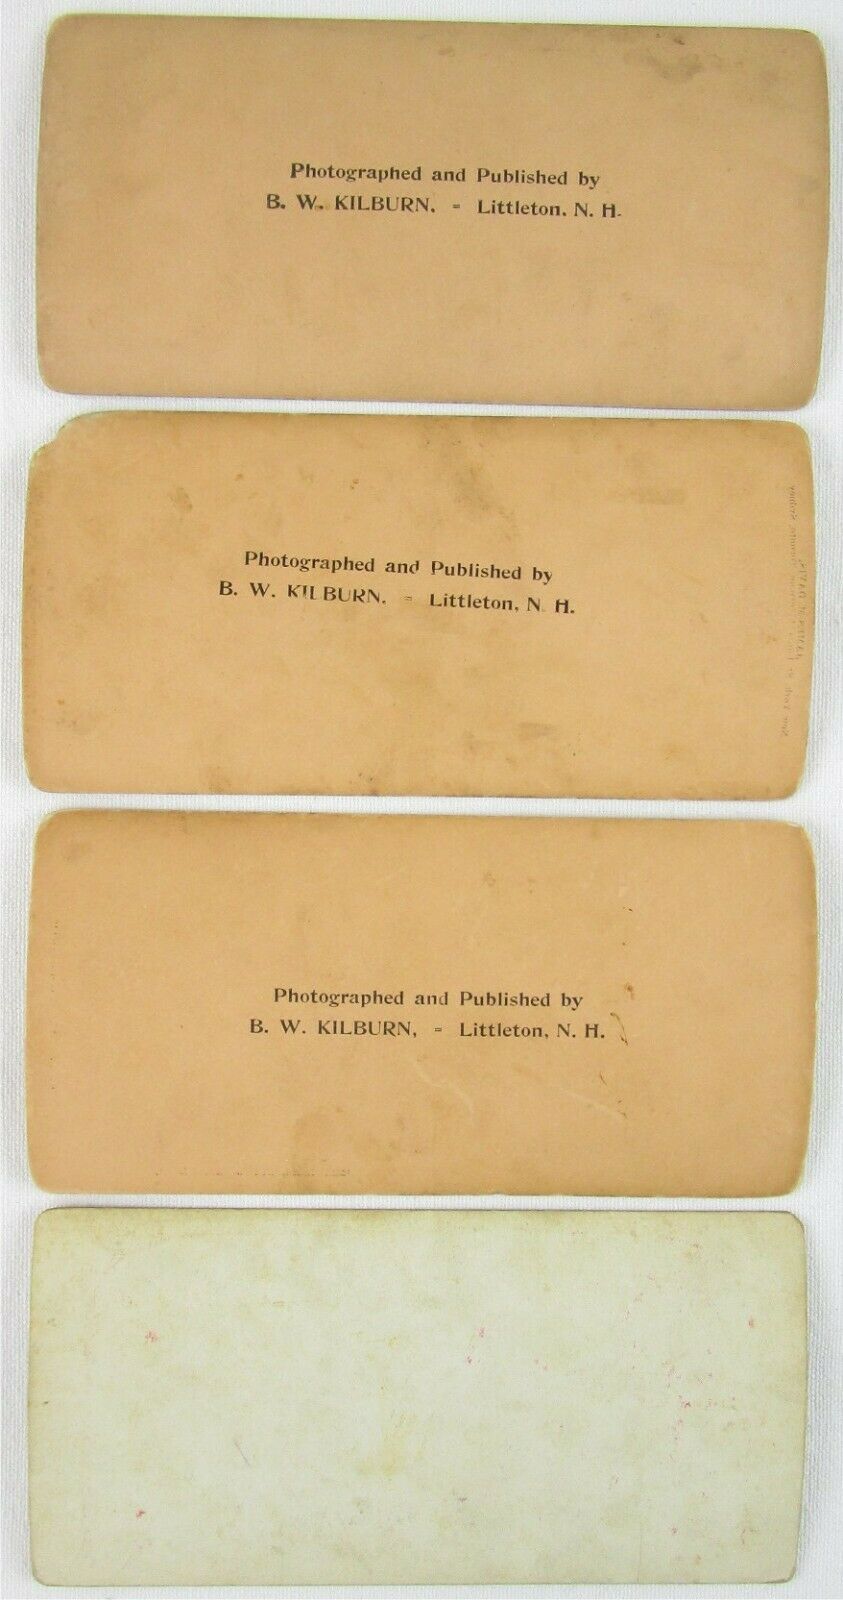 Photographed and Published by
B. W. KILBURN. = Littleton. N. H.
Photographed and Published by
B. W. KILBURN. = Littleton, N. H.
Photographed and Published by
B. W. KILBURN, = Littleton, N. H.